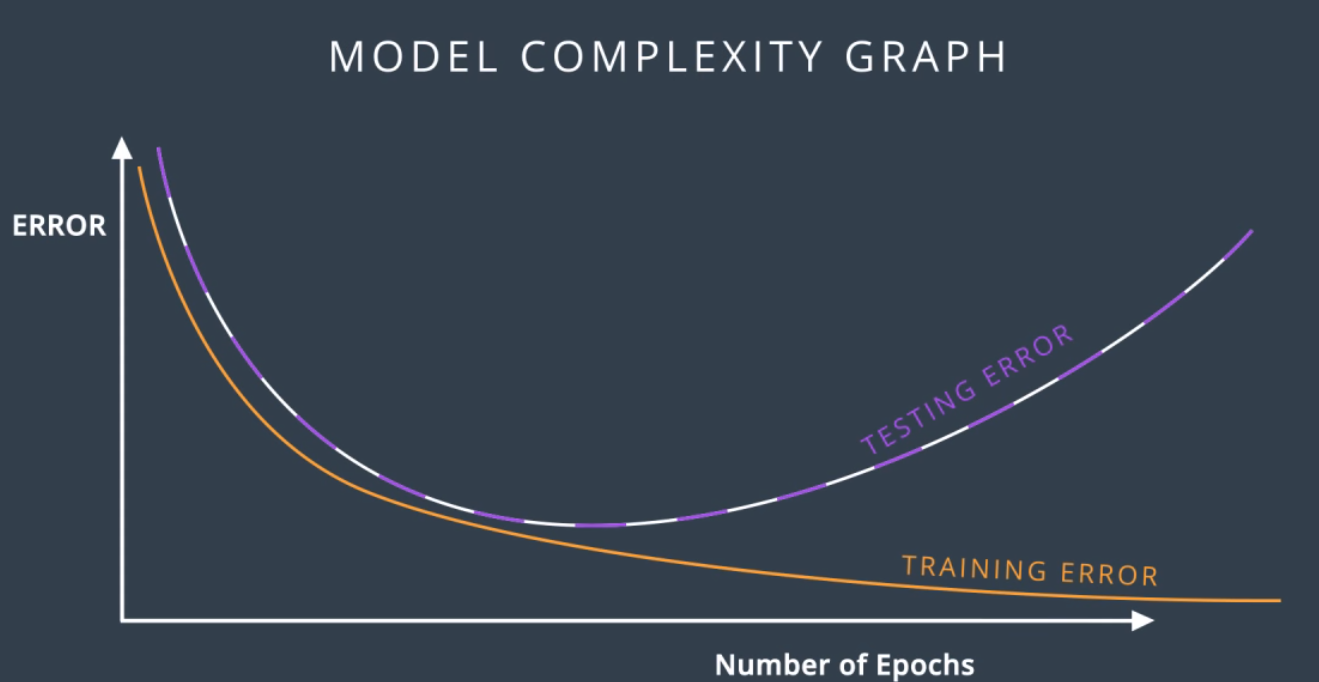 MODEL COMPLEXITY GRAPH
ERROR
TESTING ERROR
TRAINING ERROR
Number of Epochs